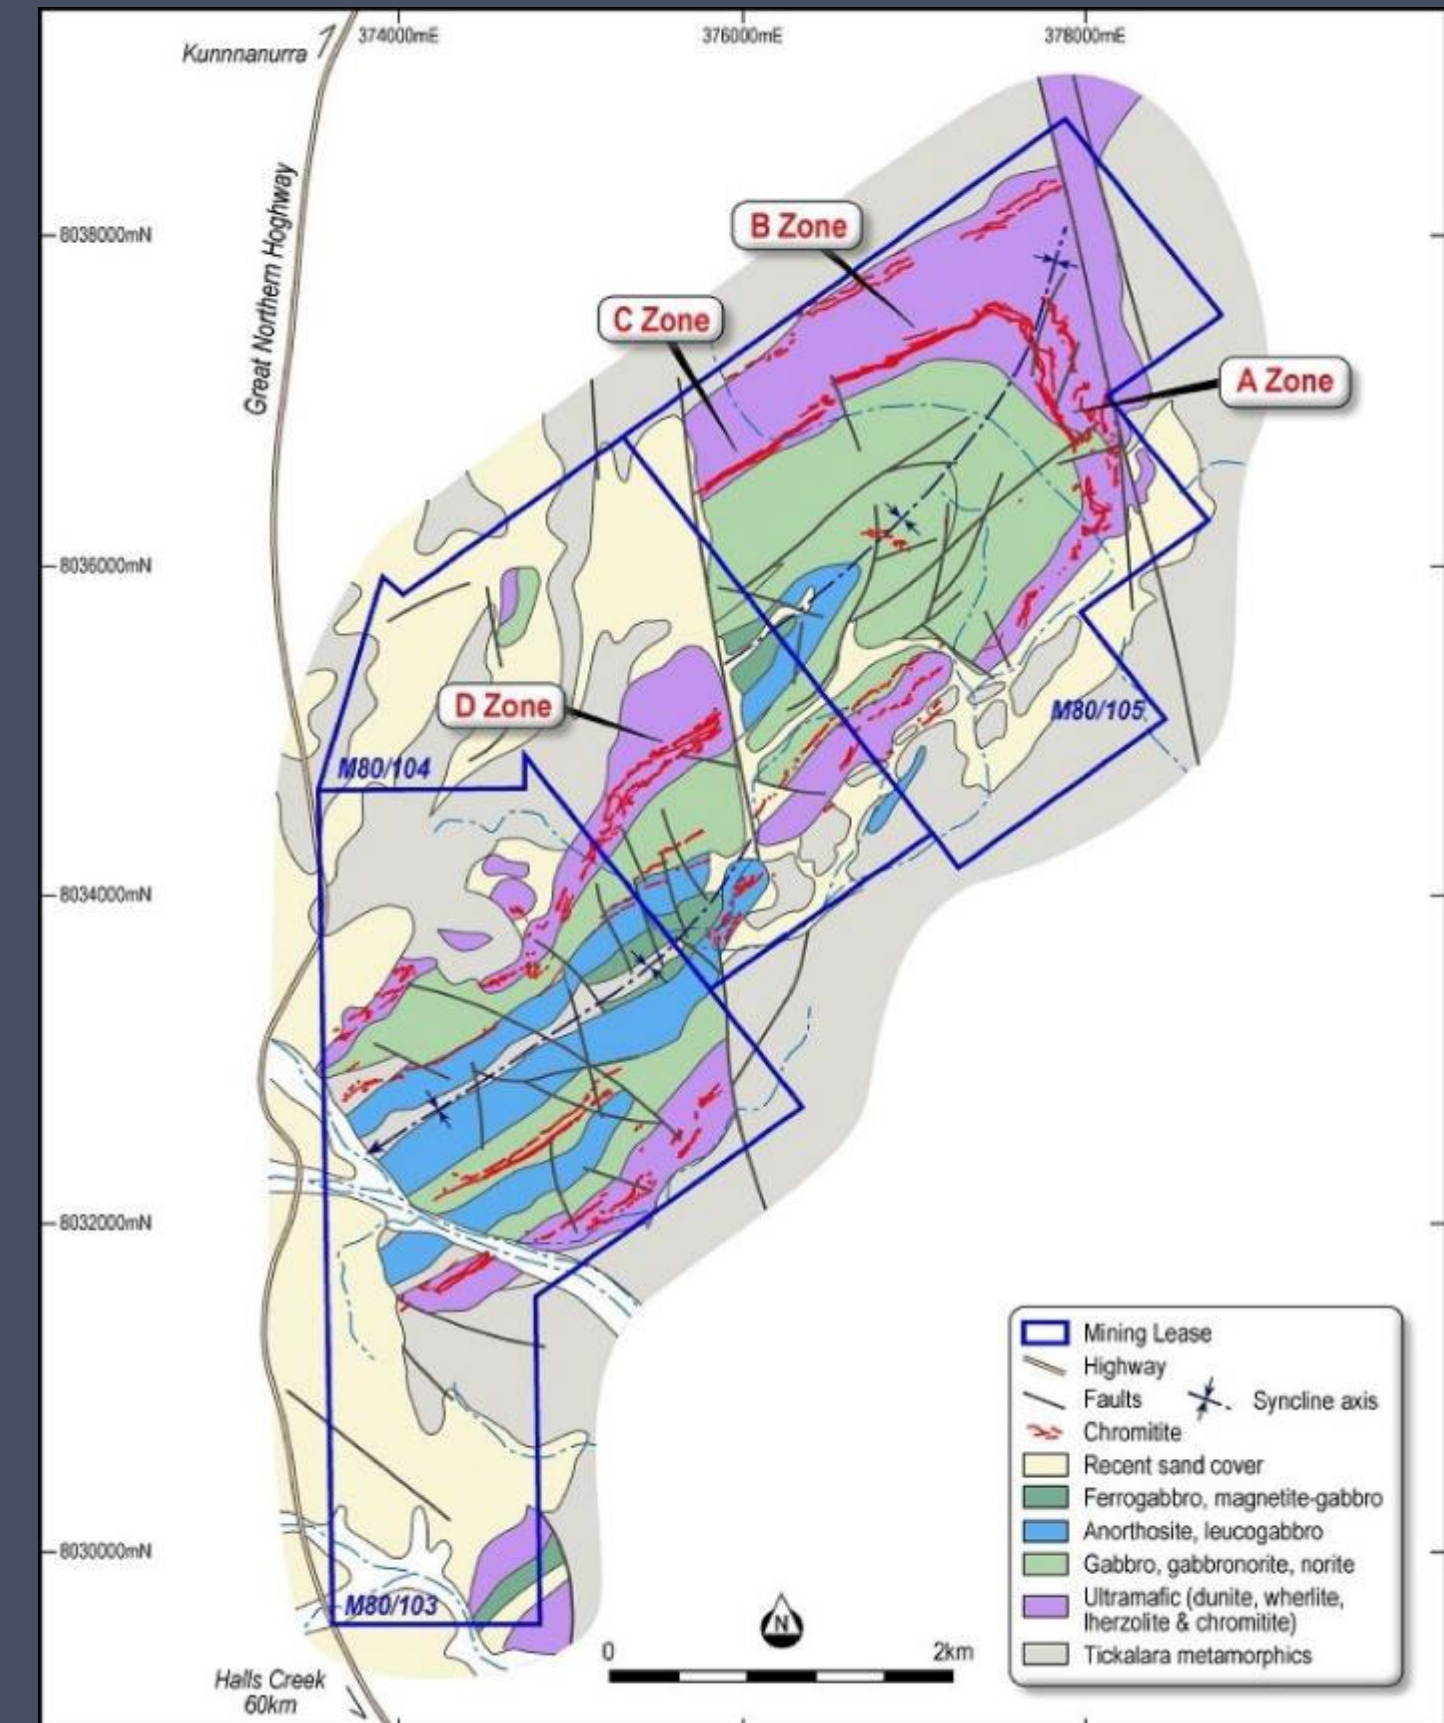 374000mE
376000mE
378000mE
Kunnnanurra
8038000mN
Great Northern Hoghway
B Zone
C Zone
A Zone
8036000mN
D Zone
M80/105
M80/104
8034000mN
8032000mN
Mining Lease
Highway
Faults
Syncline axis
Chromitite
Recent sand cover
Ferrogabbro, magnetite-gabbro
8030000mN
Anorthosite, leucogabbro
Gabbro, gabbronorite, norite
Ultramafic (dunite, wherlite,
lherzolite & chromitite)
M80/103
N
0
2km
Tickalara metamorphics
Halls Creek
60km